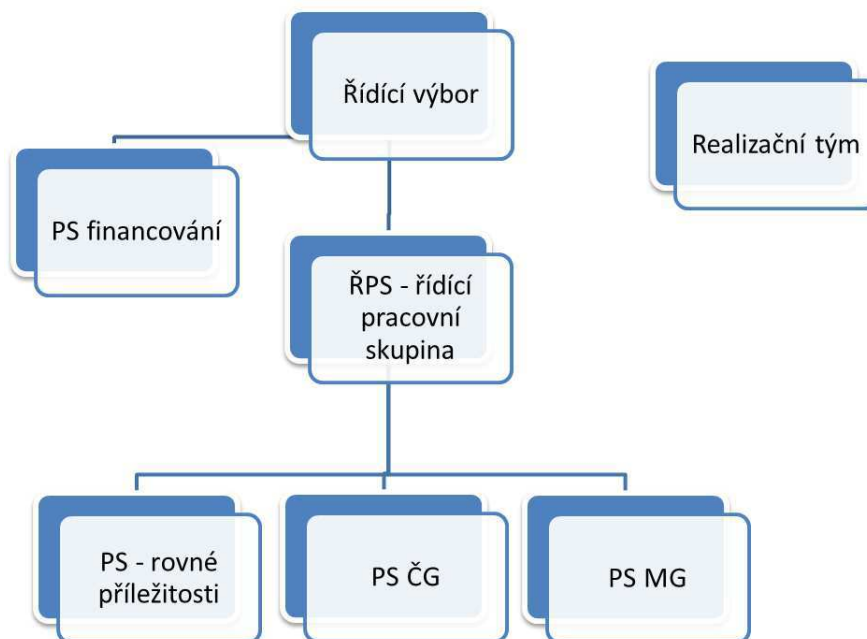 Řídící výbor
Realizační tým
PS financování
ŘPS - řídící
pracovní
skupina
PS - rovné
příležitosti
PS ČG
PS MG